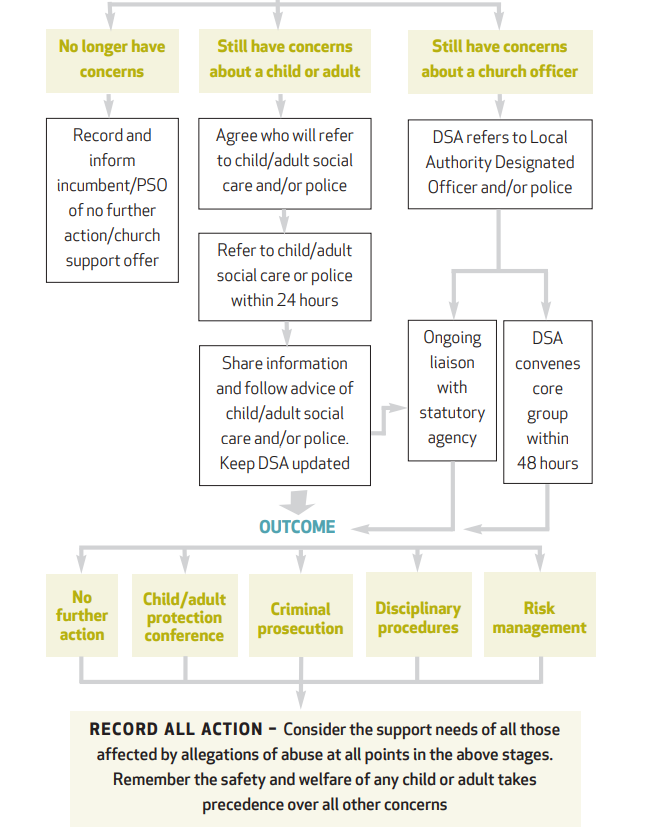 No longer have
concerns
Still have concerns
about a child or adult
Still have concerns
about a church officer
Record and
inform
incumbent/PSO
of no further
action/church
support offer
Agree who will refer
to child/adult social
care and/or police
DSA refers to Local
Authority Designated
Officer and/or police
Refer to child/adult
social care or police
within 24 hours
Share information
and follow advice of
child/adult social
care and/or police.
Keep DSA updated
Ongoing
liaison
with
statutory
agency
DSA
convenes
core
group
within
48 hours
OUTCOME
No
further
action
Child/adult
protection
conference
Criminal
prosecution
Disciplinary
procedures
Risk
management
RECORD ALL ACTION – Consider the support needs of all those
affected by allegations of abuse at all points in the above stages.
Remember the safety and welfare of any child or adult takes
precedence over all other concerns